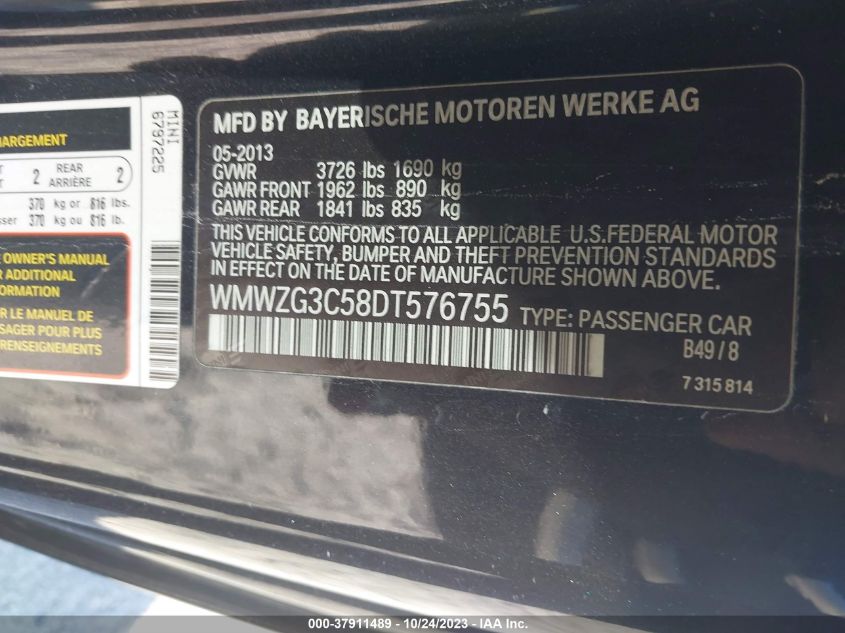 MFD BY BAYERISCHE MOTOREN WERKE AG
05-2013
GVWR 3726 lbs 1690 kg
GAWR FRONT 1962 lbs 890 kg
GAWR REAR 1841 lbs 835 kg
THIS VEHICLE CONFORMS TO ALL APPLICABLE U.S.FEDERAL MOTOR
VEHICLE SAFETY, BUMPER AND THEFT PREVENTION STANDARDS
IN EFFECT ON THE DATE OF MANUFACTURE SHOWN ABOVE.
WMWZG3C58DT576755 TYPE: PASSENGER CAR
B49/8
7 315 814
MINI
6797225
2 REAR 2
ARRIÈRE
370 kg or 816 lbs.
370 kg ou 816 lb.
OWNER'S MANUAL
ADDITIONAL
LE MANUEL DE
POUR PLUS
RENSEIGNEMENTS
000-37911489 - 10/24/2023 - Copyright © IAA, Inc.